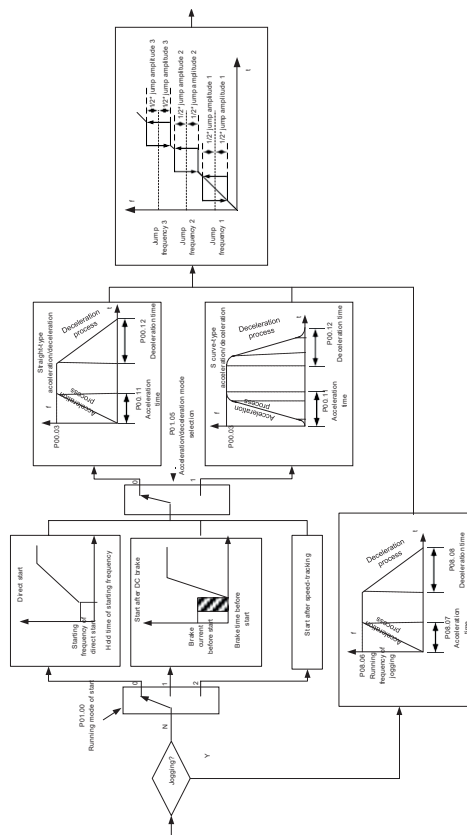 Jogging?
N
Y
P01.00
Running mode of start
0
1
2
Direct start
Starting
frequency of
direct start
Hold time of starting frequency
Start after DC brake
Brake
current
before start
Brake time before
start
Start after speed-tracking
P01.05
Acceleration/deceleration mode
selection
0
1
Straight-type
acceleration/deceleration
f
P00.03
Acceleration
process
Deceleration
process
t
P00.11
Acceleration
time
P00.12
Deceleration time
S curve-type
acceleration/deceleration
f
P00.03
Acceleration
process
Deceleration
process
t
P00.11
Acceleration
time
P00.12
Deceleration time
f
P08.06
Running
frequency of
jogging
Acceleration
process
Deceleration
process
t
P08.07
Acceleration
time
P08.08
Deceleration time
f
Jump
frequency 3
Jump
frequency 2
Jump
frequency 1
1/2* jump amplitude 3
1/2* jump amplitude 3
1/2* jump amplitude 2
1/2* jump amplitude 2
1/2* jump amplitude 1
1/2* jump amplitude 1
t